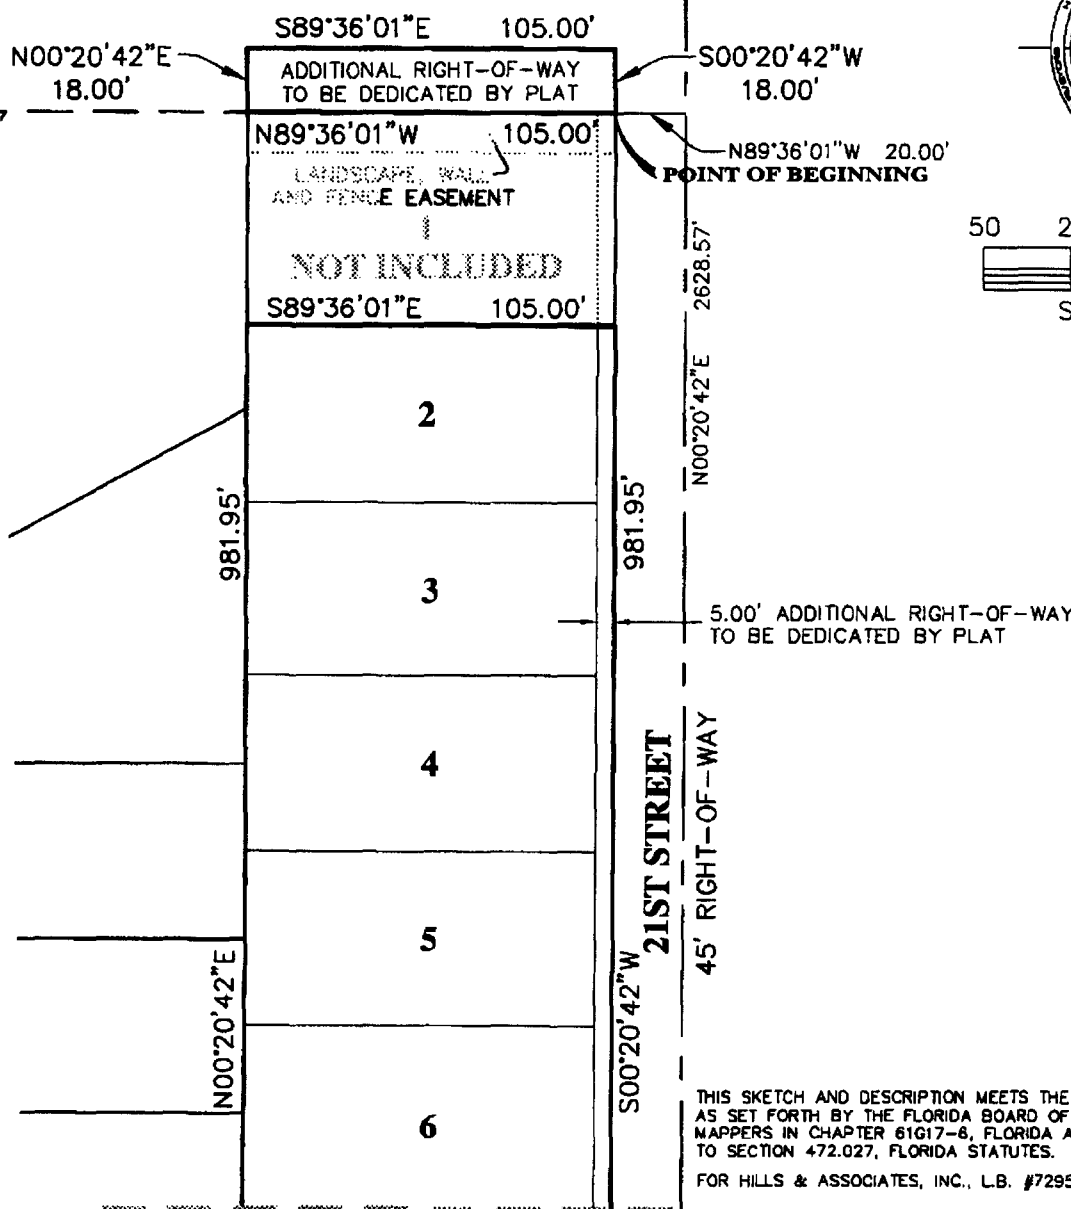 S89°36'01"E 105.00'
N00°20'42"E
18.00'
ADDITIONAL RIGHT-OF-WAY
TO BE DEDICATED BY PLAT
S00°20'42"W
18.00'
N89°36'01"W 105.00'
N89°36'01"W 20.00'
POINT OF BEGINNING
LANDSCAPE, WALL
AND FENCE EASEMENT
NOT INCLUDED
S89°36'01"E 105.00'
50 2
S
N00°20'42"E 2628.57'
2
981.95'
981.95'
3
5.00' ADDITIONAL RIGHT-OF-WAY
TO BE DEDICATED BY PLAT
4
21ST STREET
45' RIGHT-OF-WAY
5
N00°20'42"E
S00°20'42"W
6
THIS SKETCH AND DESCRIPTION MEETS THE
AS SET FORTH BY THE FLORIDA BOARD OF
MAPPERS IN CHAPTER 61G17-6, FLORIDA A
TO SECTION 472.027, FLORIDA STATUTES.
FOR HILLS & ASSOCIATES, INC., L.B. #7295